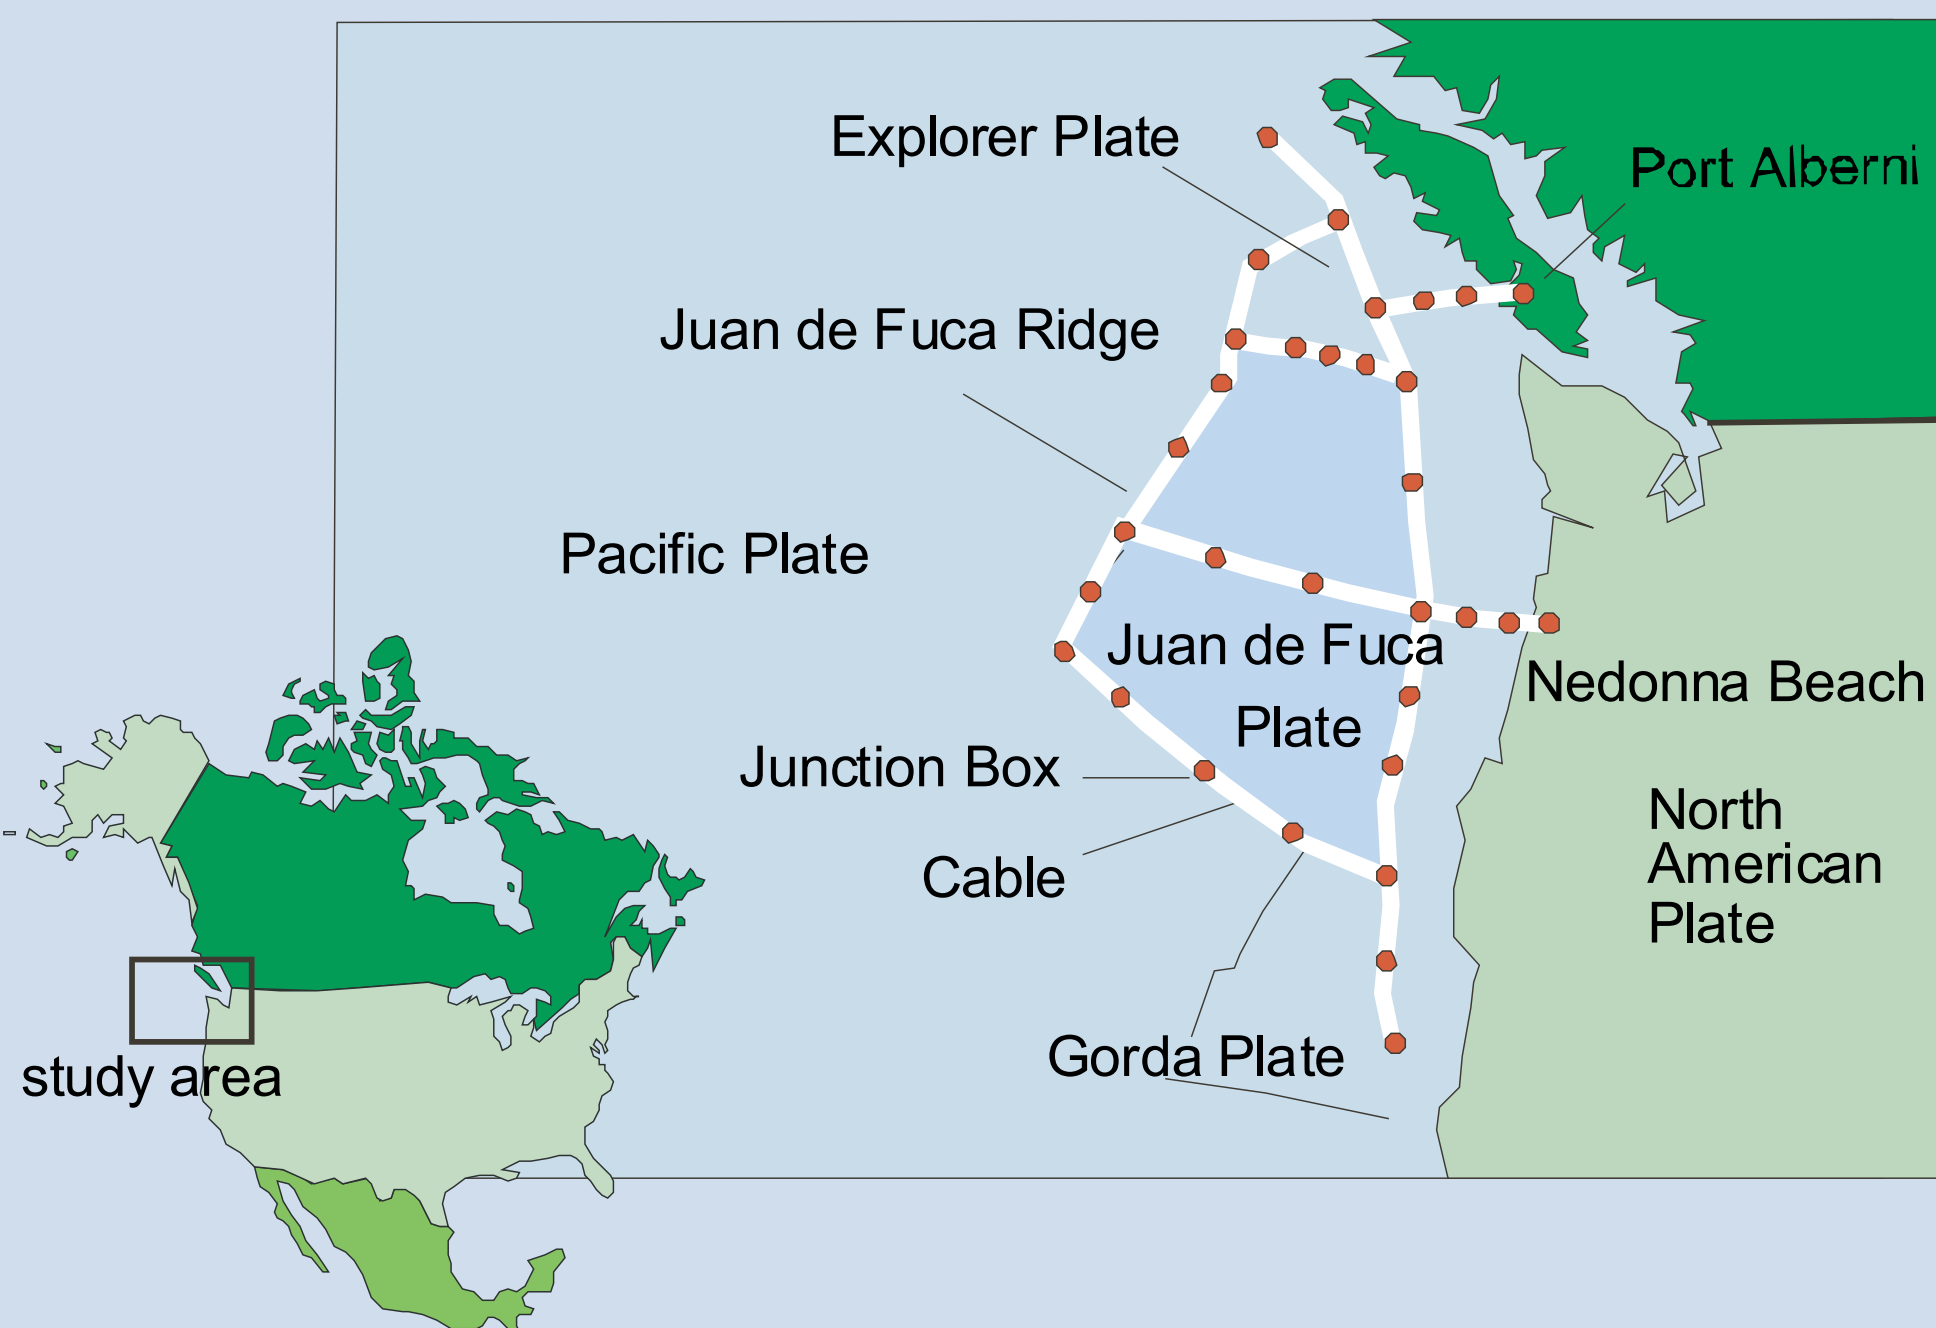 Explorer Plate
Port Alberni
Juan de Fuca Ridge
Pacific Plate
Juan de Fuca
Plate
Nedonna Beach
Junction Box
North
American
Plate
Cable
Gorda Plate
study area